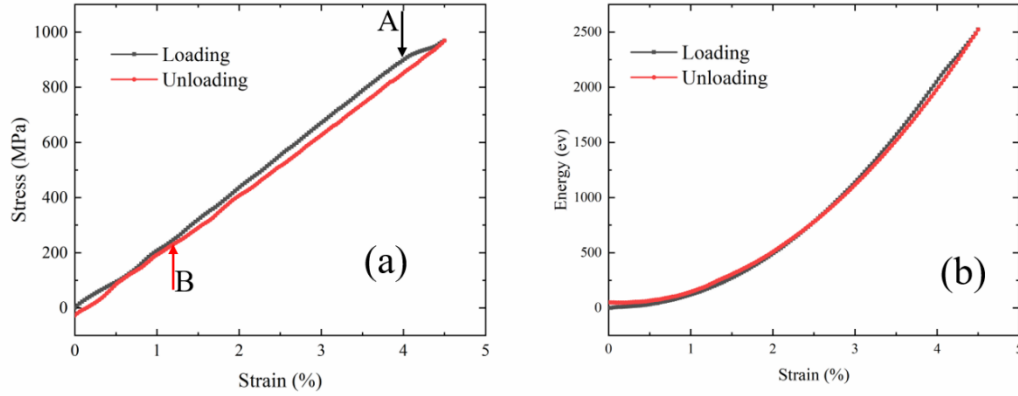 1000
800
600
400
200
0
Stress (MPa)
Loading
Unloading
A
B
(a)
0
1
2
3
4
5
Strain (%)
2500
2000
1500
1000
500
0
Energy (ev)
Loading
Unloading
(b)
0
1
2
3
4
5
Strain (%)